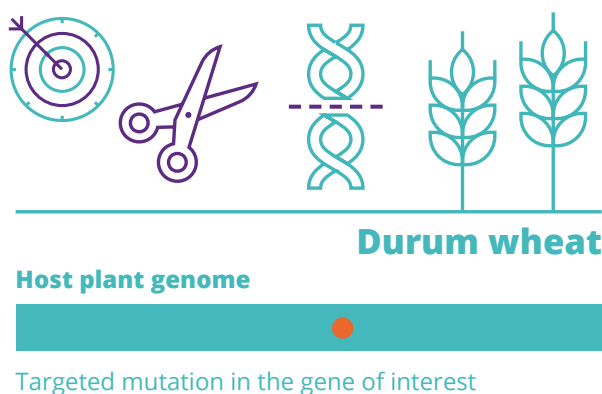 Durum wheat
Host plant genome
Targeted mutation in the gene of interest